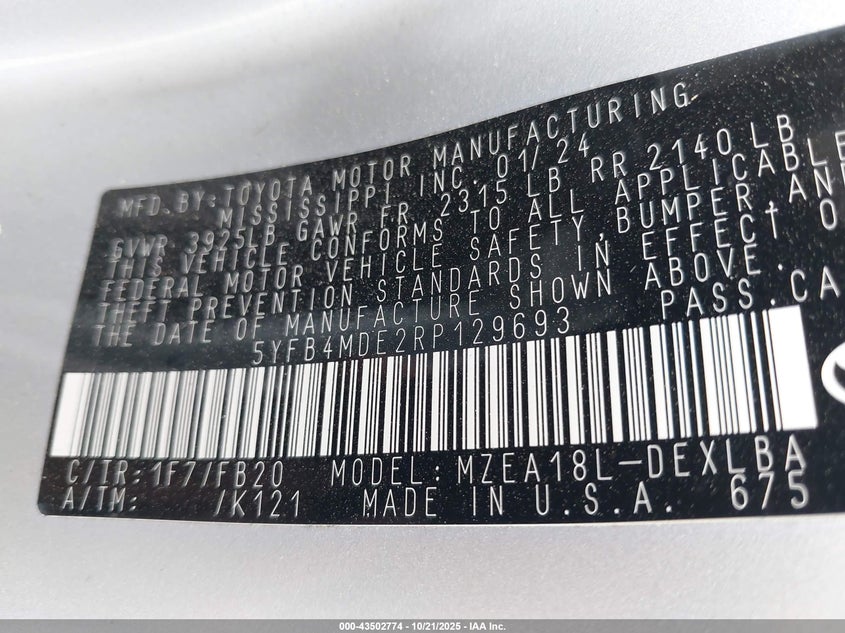 MFD.BY:TOYOTA MOTOR MANUFACTURING
MISSISSIPPI INC 01/24
GVWR 3925LB GAWR FR 2315 LB RR 2140 LB
THIS VEHICLE CONFORMS TO ALL APPLICABLE
FEDERAL MOTOR VEHICLE SAFETY, BUMPER, AND
THEFT PREVENTION STANDARDS IN EFFECT O
THE DATE OF MANUFACTURE SHOWN ABOVE.
5YFB4MDE2RP129693 PASS.CA
C/TR:1F7/FB20 MODEL:MZEA18L-DEXLBA
A/TM: /K121 MADE IN U.S.A. 675
000-43502774 | 10/21/2025 - IAA Inc.